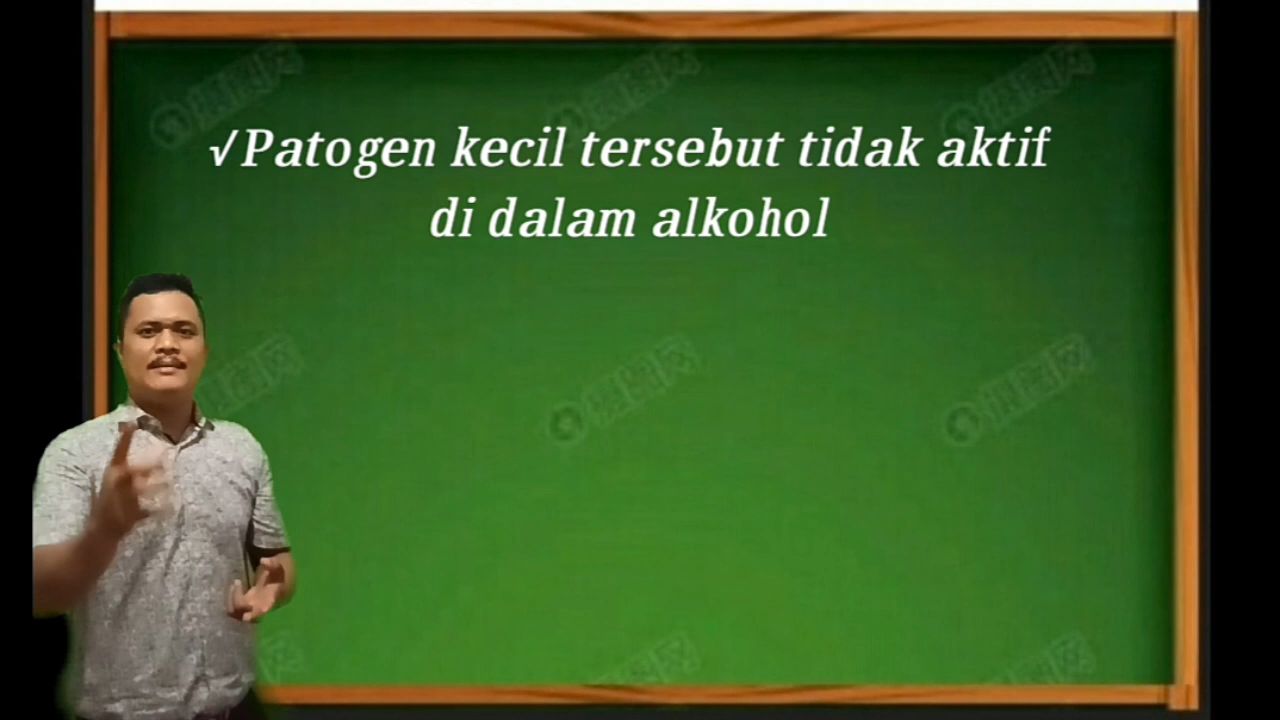 √Patogen kecil tersebut tidak aktif
di dalam alkohol